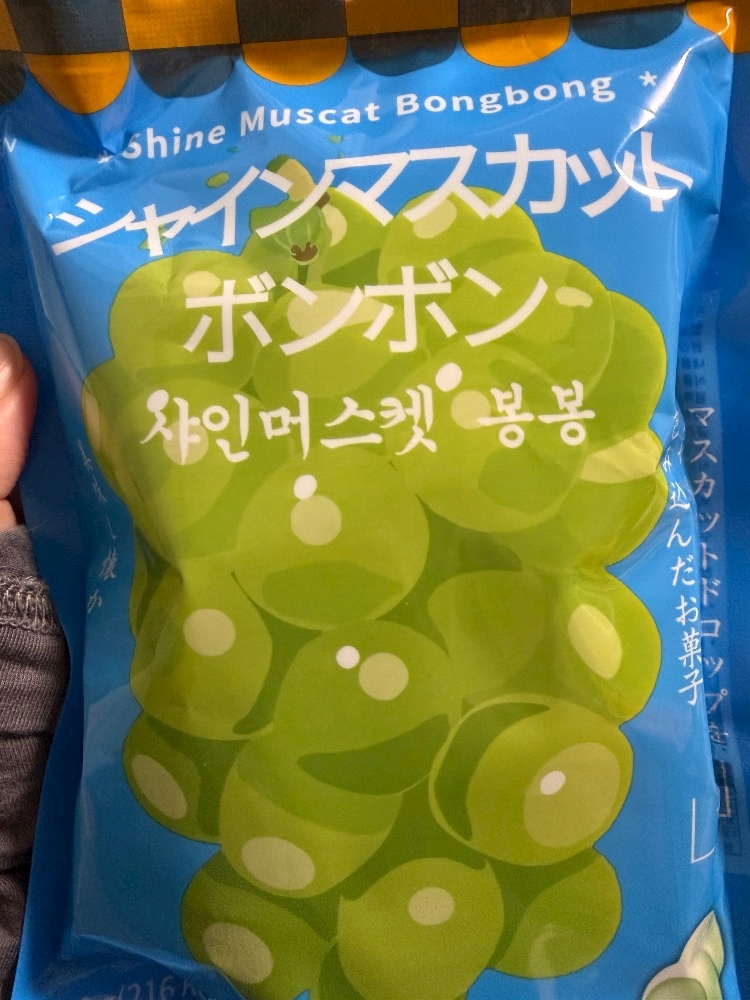 Shine Muscat Bongbong *
シャインマスカット
ボンボン
샤인머스켓 봉봉
マスカットドロップを
込んだお菓子